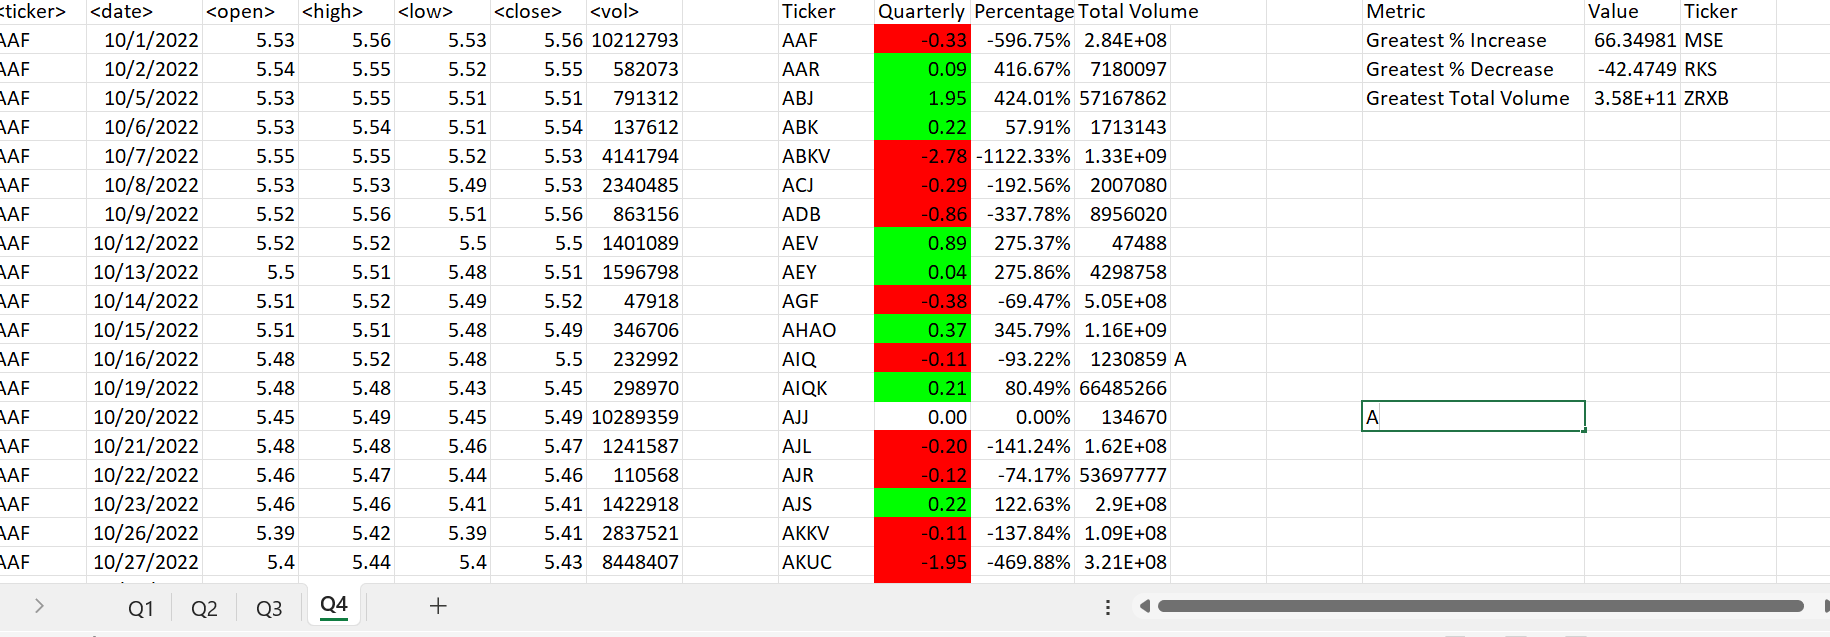 <ticker> <date> <open> <high> <low> <close> <vol> Ticker Quarterly Percentage Total Volume Metric Value Ticker
AAF 10/1/2022 5.53 5.56 5.53 5.56 10212793 AAF -0.33 -596.75% 2.84E+08 Greatest % Increase 66.34981 MSE
AAF 10/2/2022 5.54 5.55 5.52 5.55 582073 AAR 0.09 416.67% 7180097 Greatest % Decrease -42.4749 RKS
AAF 10/5/2022 5.53 5.55 5.51 5.51 791312 ABJ 1.95 424.01% 57167862 Greatest Total Volume 3.58E+11 ZRXB
AAF 10/6/2022 5.53 5.54 5.51 5.54 137612 ABK 0.22 57.91% 1713143
AAF 10/7/2022 5.55 5.55 5.52 5.53 4141794 ABKV -2.78 -1122.33% 1.33E+09
AAF 10/8/2022 5.53 5.53 5.49 5.53 2340485 ACJ -0.29 -192.56% 2007080
AAF 10/9/2022 5.52 5.56 5.51 5.56 863156 ADB -0.86 -337.78% 8956020
AAF 10/12/2022 5.52 5.52 5.5 5.5 1401089 AEV 0.89 275.37% 47488
AAF 10/13/2022 5.5 5.51 5.48 5.51 1596798 AEY 0.04 275.86% 4298758
AAF 10/14/2022 5.51 5.52 5.49 5.52 47918 AGF -0.38 -69.47% 5.05E+08
AAF 10/15/2022 5.51 5.51 5.48 5.49 346706 AHAO 0.37 345.79% 1.16E+09
AAF 10/16/2022 5.48 5.52 5.48 5.5 232992 AIQ -0.11 -93.22% 1230859 A
AAF 10/19/2022 5.48 5.48 5.43 5.45 298970 AIQK 0.21 80.49% 66485266
AAF 10/20/2022 5.45 5.49 5.45 5.49 10289359 AJJ 0.00 0.00% 134670 A
AAF 10/21/2022 5.48 5.48 5.46 5.47 1241587 AJL -0.20 -141.24% 1.62E+08
AAF 10/22/2022 5.46 5.47 5.44 5.46 110568 AJR -0.12 -74.17% 53697777
AAF 10/23/2022 5.46 5.46 5.41 5.41 1422918 AJS 0.22 122.63% 2.9E+08
AAF 10/26/2022 5.39 5.42 5.39 5.41 2837521 AKKV -0.11 -137.84% 1.09E+08
AAF 10/27/2022 5.4 5.44 5.4 5.43 8448407 AKUC -1.95 -469.88% 3.21E+08
Q1 Q2 Q3 Q4 +